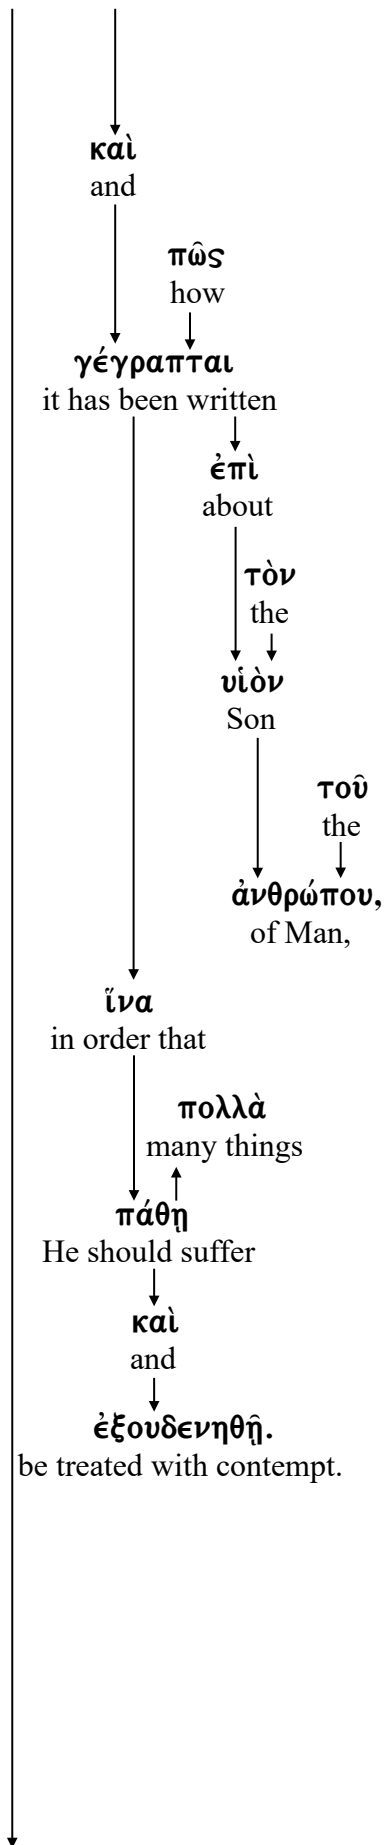 καὶ
and
πῶς
how
γέγραπται
it has been written
ἐπὶ
about
τὸν
the
υἱὸν
Son
τοῦ
the
ἀνθρώπου,
of Man,
ἵνα
in order that
πολλὰ
many things
πάθῃ
He should suffer
καὶ
and
ἐξουδενηθῇ.
be treated with contempt.